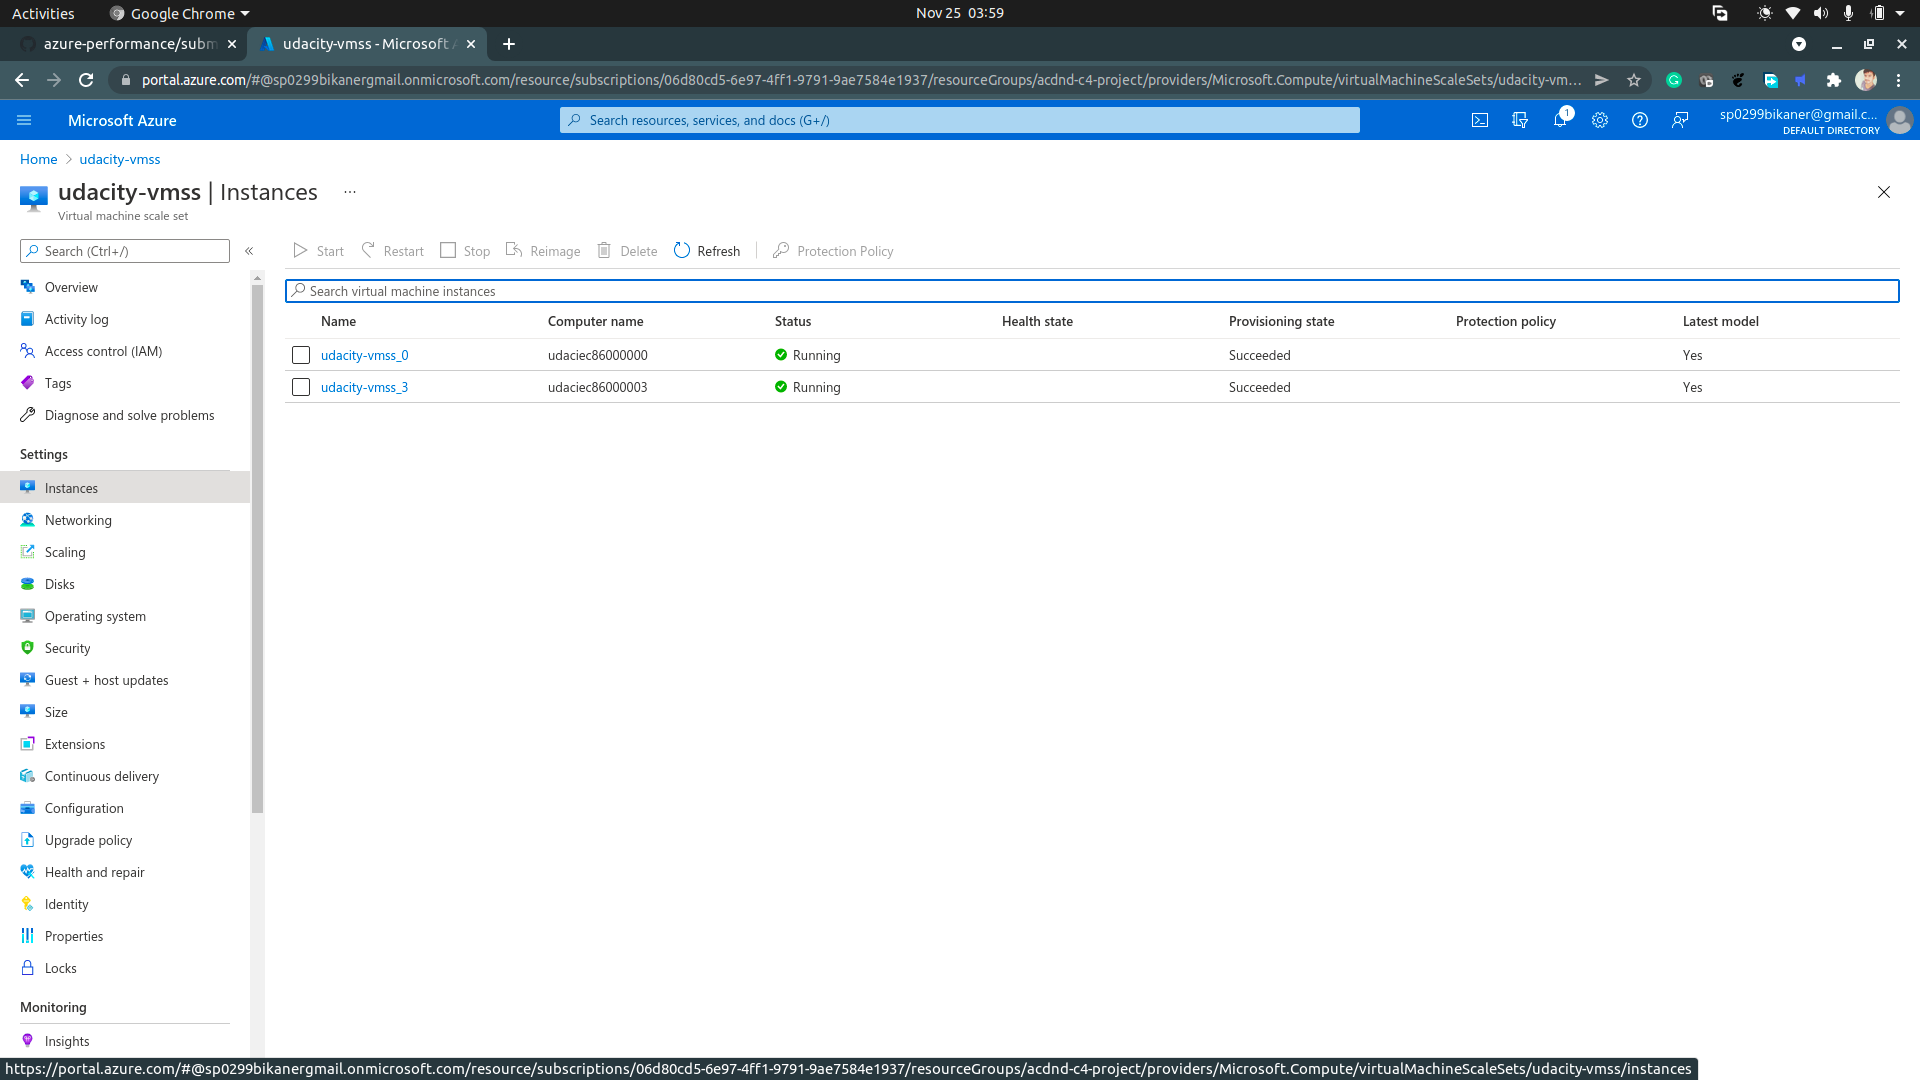 Activities
Google Chrome
Nov 25 03:59
azure-performance/subm
udacity-vmss - Microsoft A
portal.azure.com/#@sp0299bikanergmail.onmicrosoft.com/resource/subscriptions/06d80cd5-6e97-4ff1-9791-9ae7584e1937/resourceGroups/acdnd-c4-project/providers/Microsoft.Compute/virtualMachineScaleSets/udacity-vm...
Microsoft Azure
Search resources, services, and docs (G+/)
1
sp0299bikaner@gmail.c...
DEFAULT DIRECTORY
Home
udacity-vmss
udacity-vmss | Instances
...
Virtual machine scale set
Search (Ctrl+/)
«
Start
Restart
Stop
Reimage
Delete
Refresh
Protection Policy
Search virtual machine instances
Name Computer name Status Health state Provisioning state Protection policy Latest model
udacity-vmss_0 udaciec86000000 Running Succeeded Yes
udacity-vmss_3 udaciec86000003 Running Succeeded Yes
Overview
Activity log
Access control (IAM)
Tags
Diagnose and solve problems
Settings
Instances
Networking
Scaling
Disks
Operating system
Security
Guest + host updates
Size
Extensions
Continuous delivery
Configuration
Upgrade policy
Health and repair
Identity
Properties
Locks
Monitoring
Insights
https://portal.azure.com/#@sp0299bikanergmail.onmicrosoft.com/resource/subscriptions/06d80cd5-6e97-4ff1-9791-9ae7584e1937/resourceGroups/acdnd-c4-project/providers/Microsoft.Compute/virtualMachineScaleSets/udacity-vmss/instances